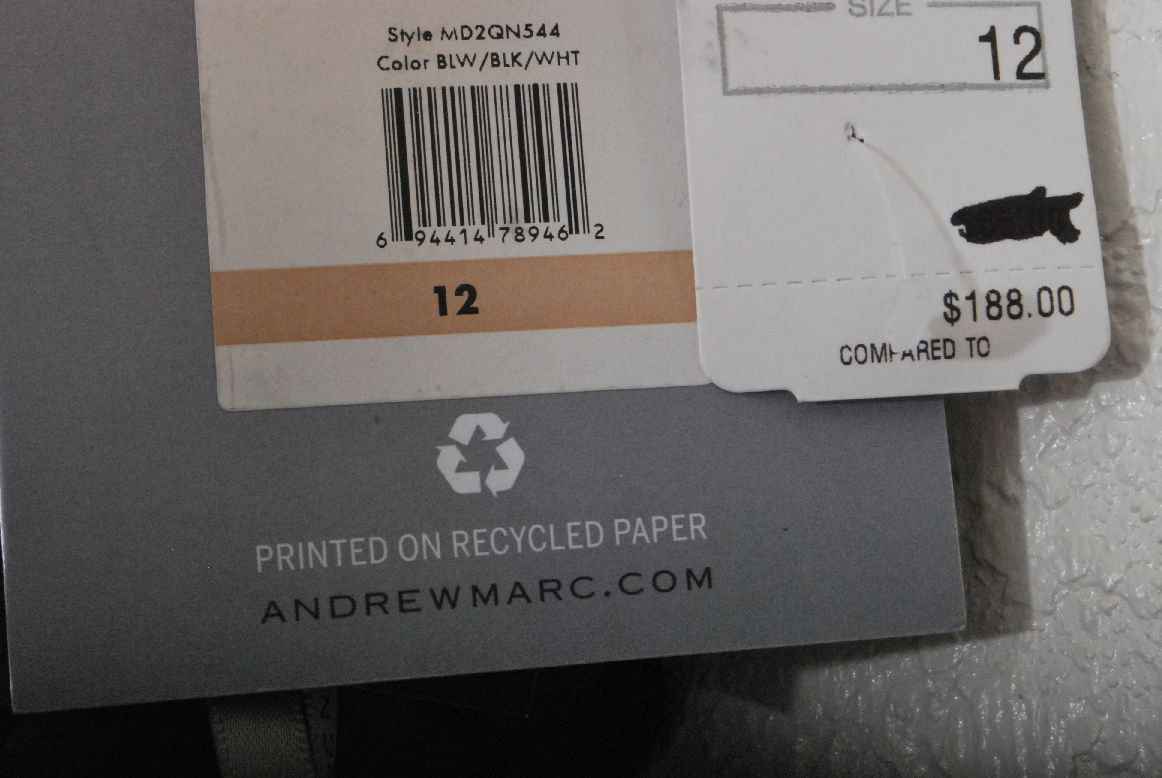 Style MD2QN544
Color BLW/BLK/WHT
6 94414 78946 2
12
SIZE
12
$188.00
COMPARED TO
PRINTED ON RECYCLED PAPER
ANDREWMARC.COM